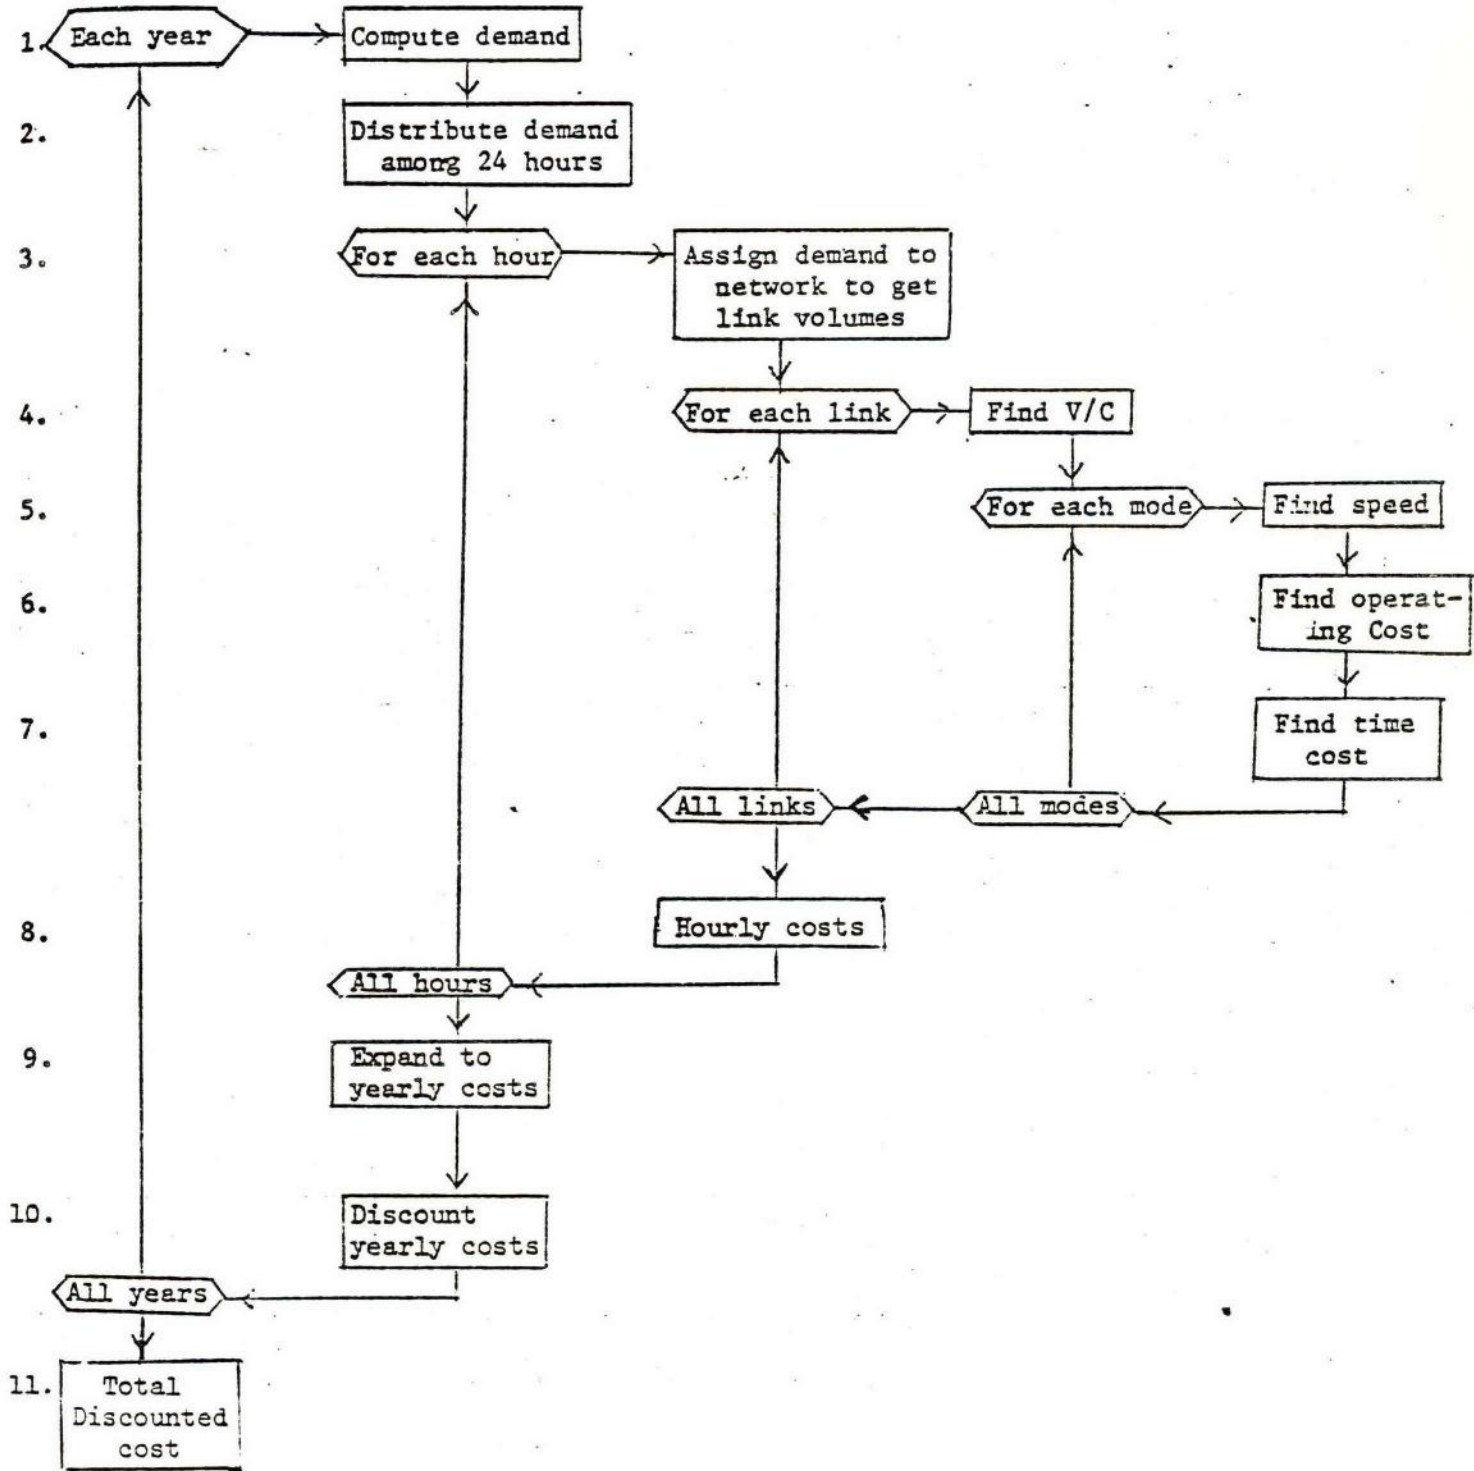 1. Each year Compute demand
2. Distribute demand
among 24 hours
3. For each hour Assign demand to
network to get
link volumes
4. For each link Find V/C
5. For each mode Find speed
6. Find operat-
ing Cost
7. Find time
cost
All links All modes
8. Hourly costs
All hours
9. Expand to
yearly costs
10. Discount
yearly costs
All years
11. Total
Discounted
cost